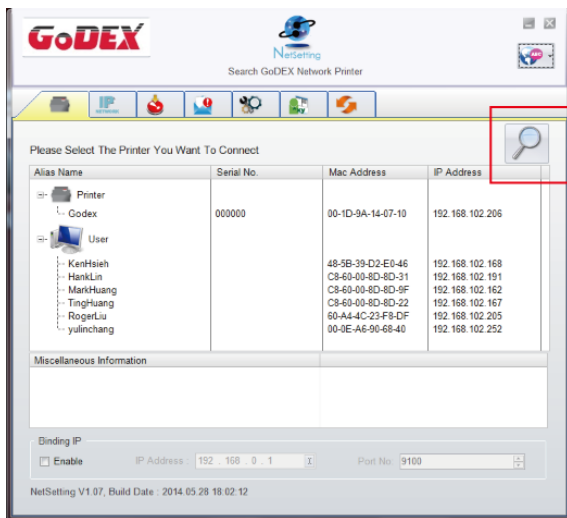 GoDEX
NetSetting
Search GoDEX Network Printer
ABC
IP
NETWORK
Please Select The Printer You Want To Connect
Alias Name Serial No. Mac Address IP Address
Printer
Godex 000000 00-1D-9A-14-07-10 192.168.102.206
User
KenHsieh 48-5B-39-D2-E0-46 192.168.102.168
HankLin C8-60-00-8D-8D-31 192.168.102.191
MarkHuang C8-60-00-8D-8D-9F 192.168.102.162
TingHuang C8-60-00-8D-8D-22 192.168.102.167
RogerLiu 60-A4-4C-23-F8-DF 192.168.102.205
yulinchang 00-0E-A6-90-68-40 192.168.102.252
Miscellaneous Information
Binding IP
Enable IP Address : 192 . 168 . 0 . 1 Port No. 9100
NetSetting V1.07, Build Date : 2014.05.28 18:02:12